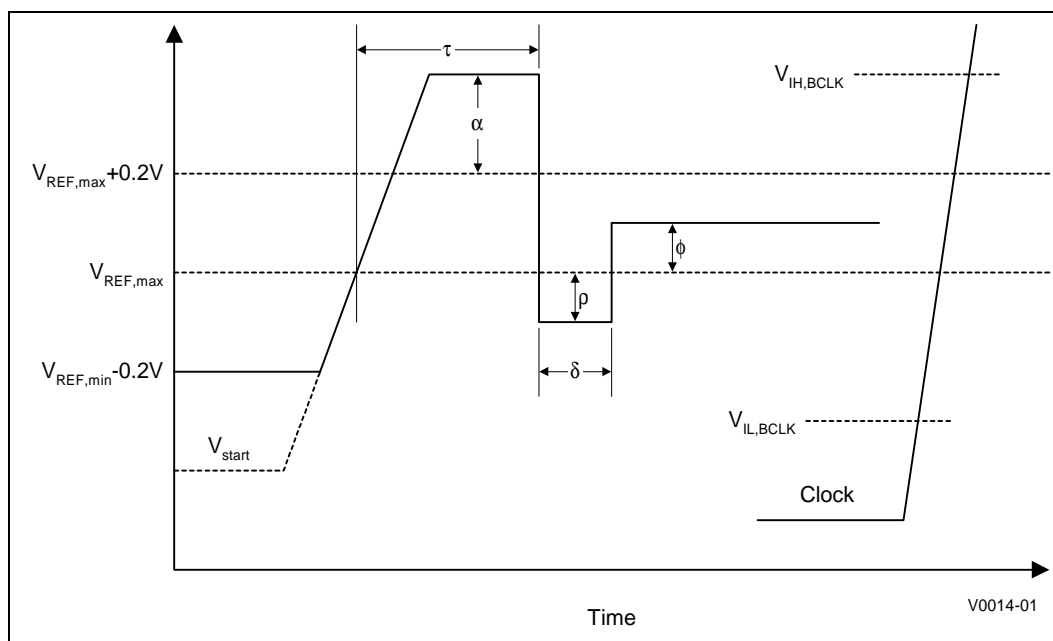 τ
V_IH,BCLK
α
V_REF,max+0.2V
ϕ
V_REF,max
ρ
V_REF,min-0.2V
δ
V_IL,BCLK
V_start
Clock
V0014-01
Time